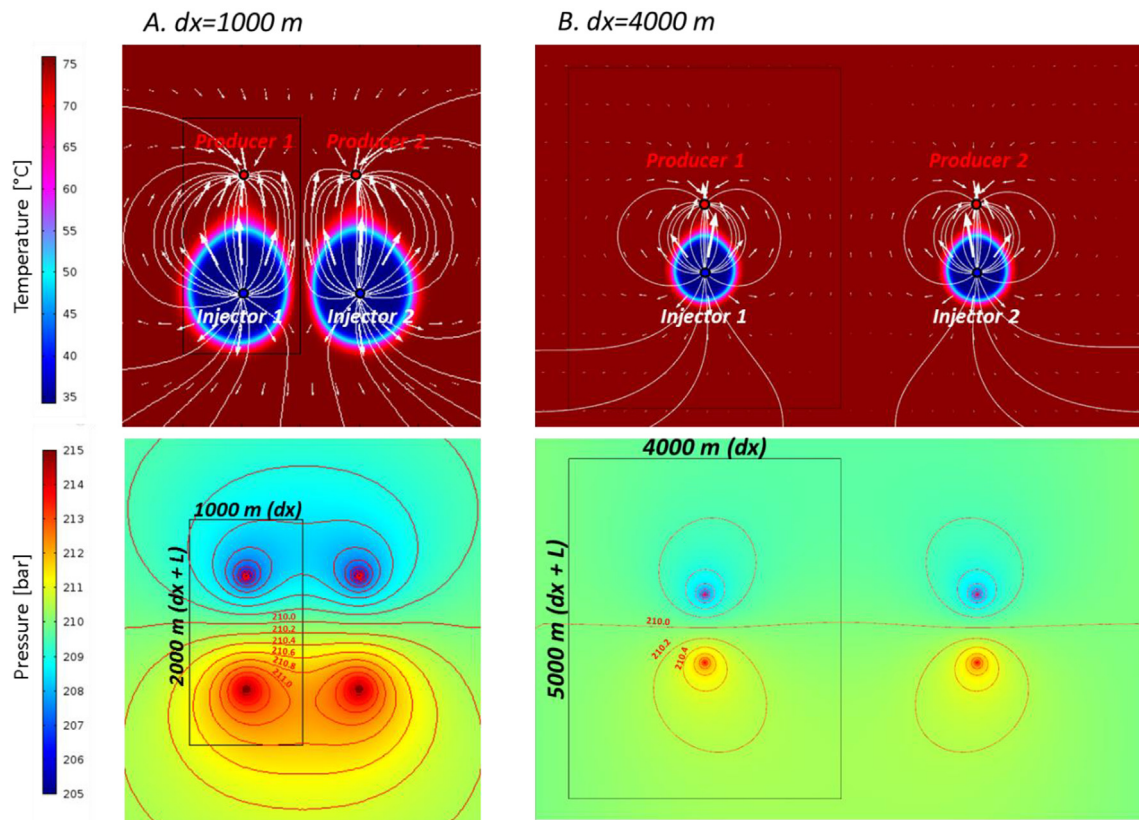 A. dx=1000 m
B. dx=4000 m
Temperature [°C]
75
70
65
60
55
50
45
40
35
Producer 1
Producer 2
Injector 1
Injector 2
Producer 1
Producer 2
Injector 1
Injector 2
Pressure [bar]
215
214
213
212
211
210
209
208
207
206
205
1000 m (dx)
2000 m (dx + L)
210.0
210.2
210.4
210.6
210.8
211.0
4000 m (dx)
5000 m (dx + L)
210.0
210.2
210.4